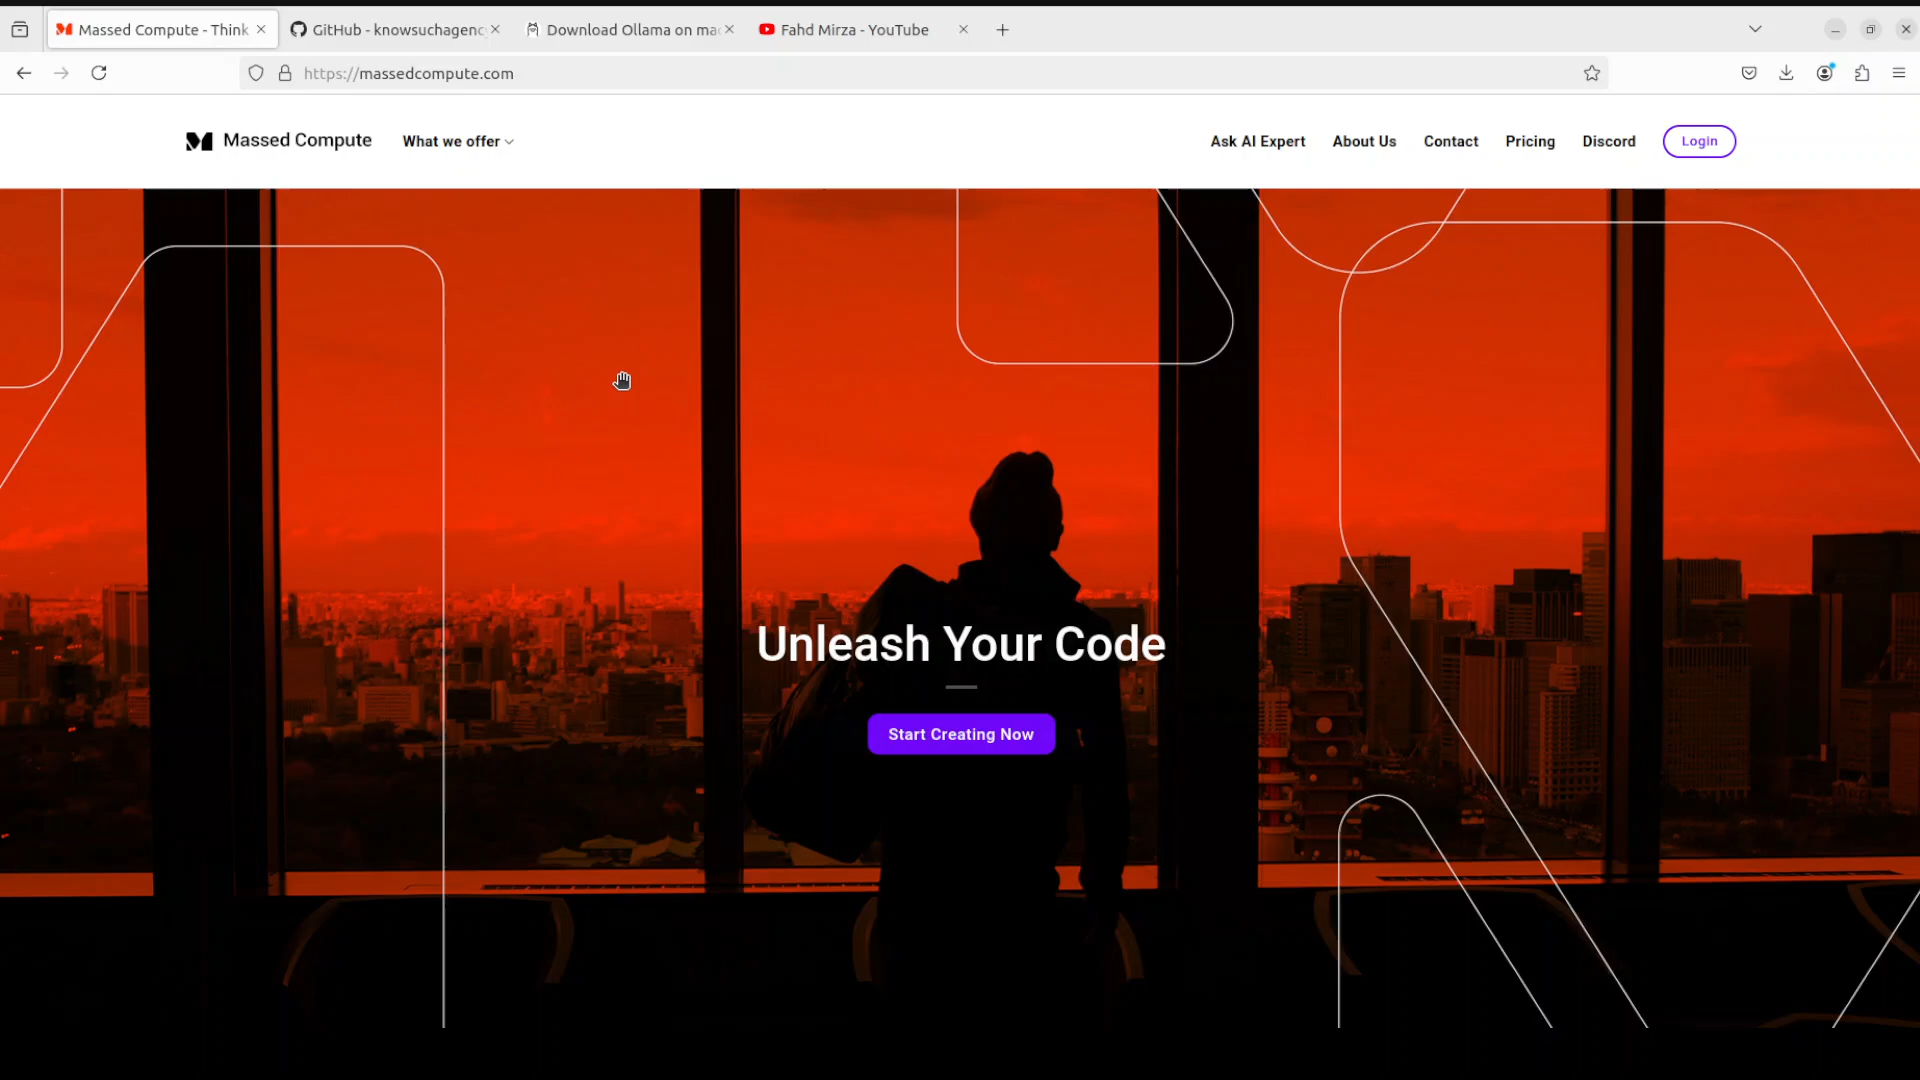 Massed Compute - Think
GitHub - knowsuchagenc
Download Ollama on mac
Fahd Mirza - YouTube
https://massedcompute.com
Massed Compute
What we offer
Ask AI Expert
About Us
Contact
Pricing
Discord
Login
Unleash Your Code
Start Creating Now